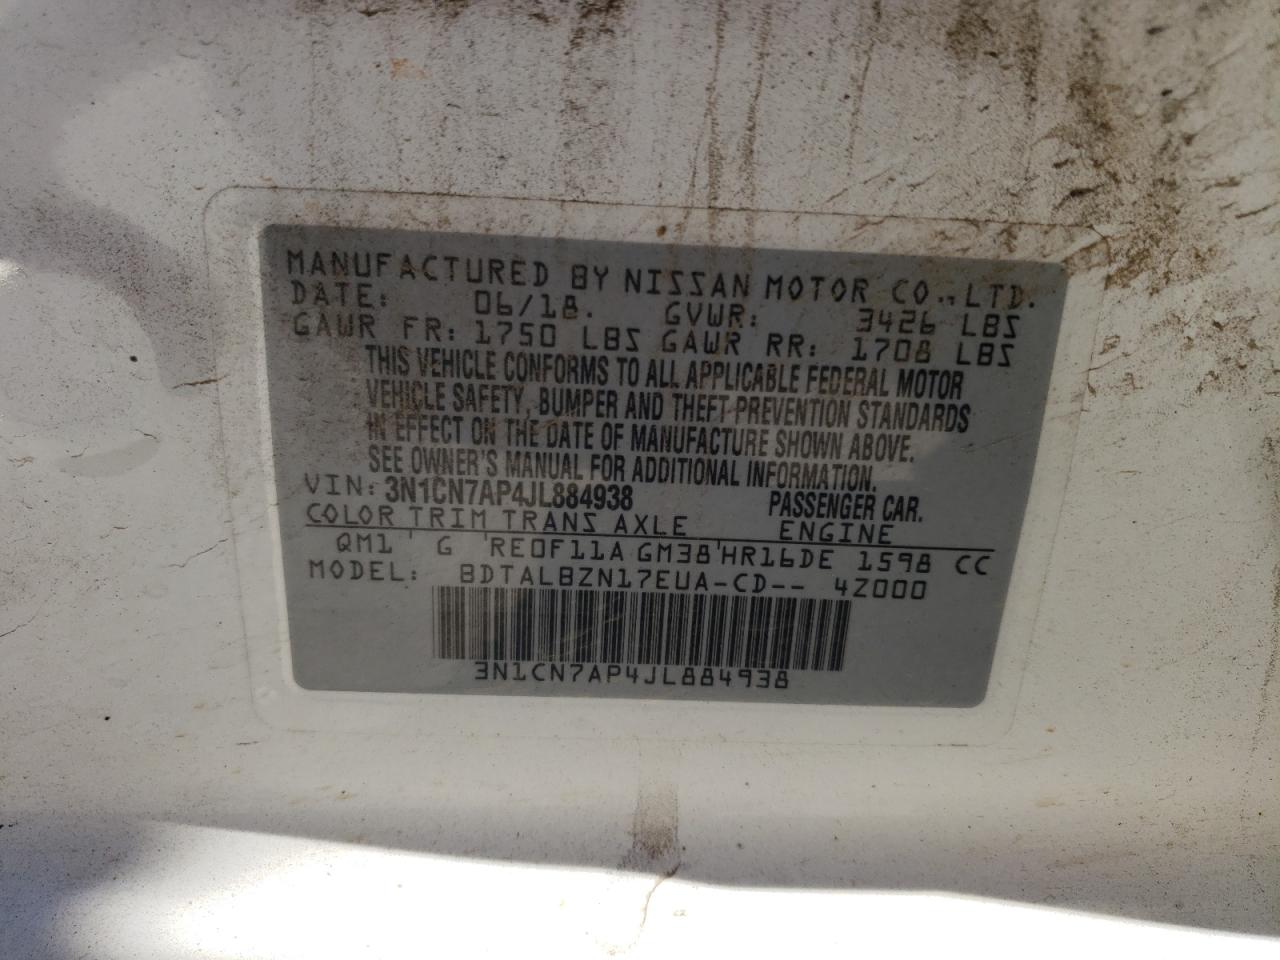 MANUFACTURED BY NISSAN MOTOR CO., LTD.
DATE: 06/18. GVWR: 3426 LBS
GAWR FR: 1750 LBS GAWR RR: 1708 LBS
THIS VEHICLE CONFORMS TO ALL APPLICABLE FEDERAL MOTOR
VEHICLE SAFETY, BUMPER AND THEFT PREVENTION STANDARDS
IN EFFECT ON THE DATE OF MANUFACTURE SHOWN ABOVE.
SEE OWNER'S MANUAL FOR ADDITIONAL INFORMATION.
VIN: 3N1CN7AP4JL884938 PASSENGER CAR.
COLOR TRIM TRANS AXLE ENGINE
QM1 ' G 'RE0F11A GM38'HR16DE 1598 CC
MODEL: BDTALBZN17EUA-CD-- 4Z000
3N1CN7AP4JL884938